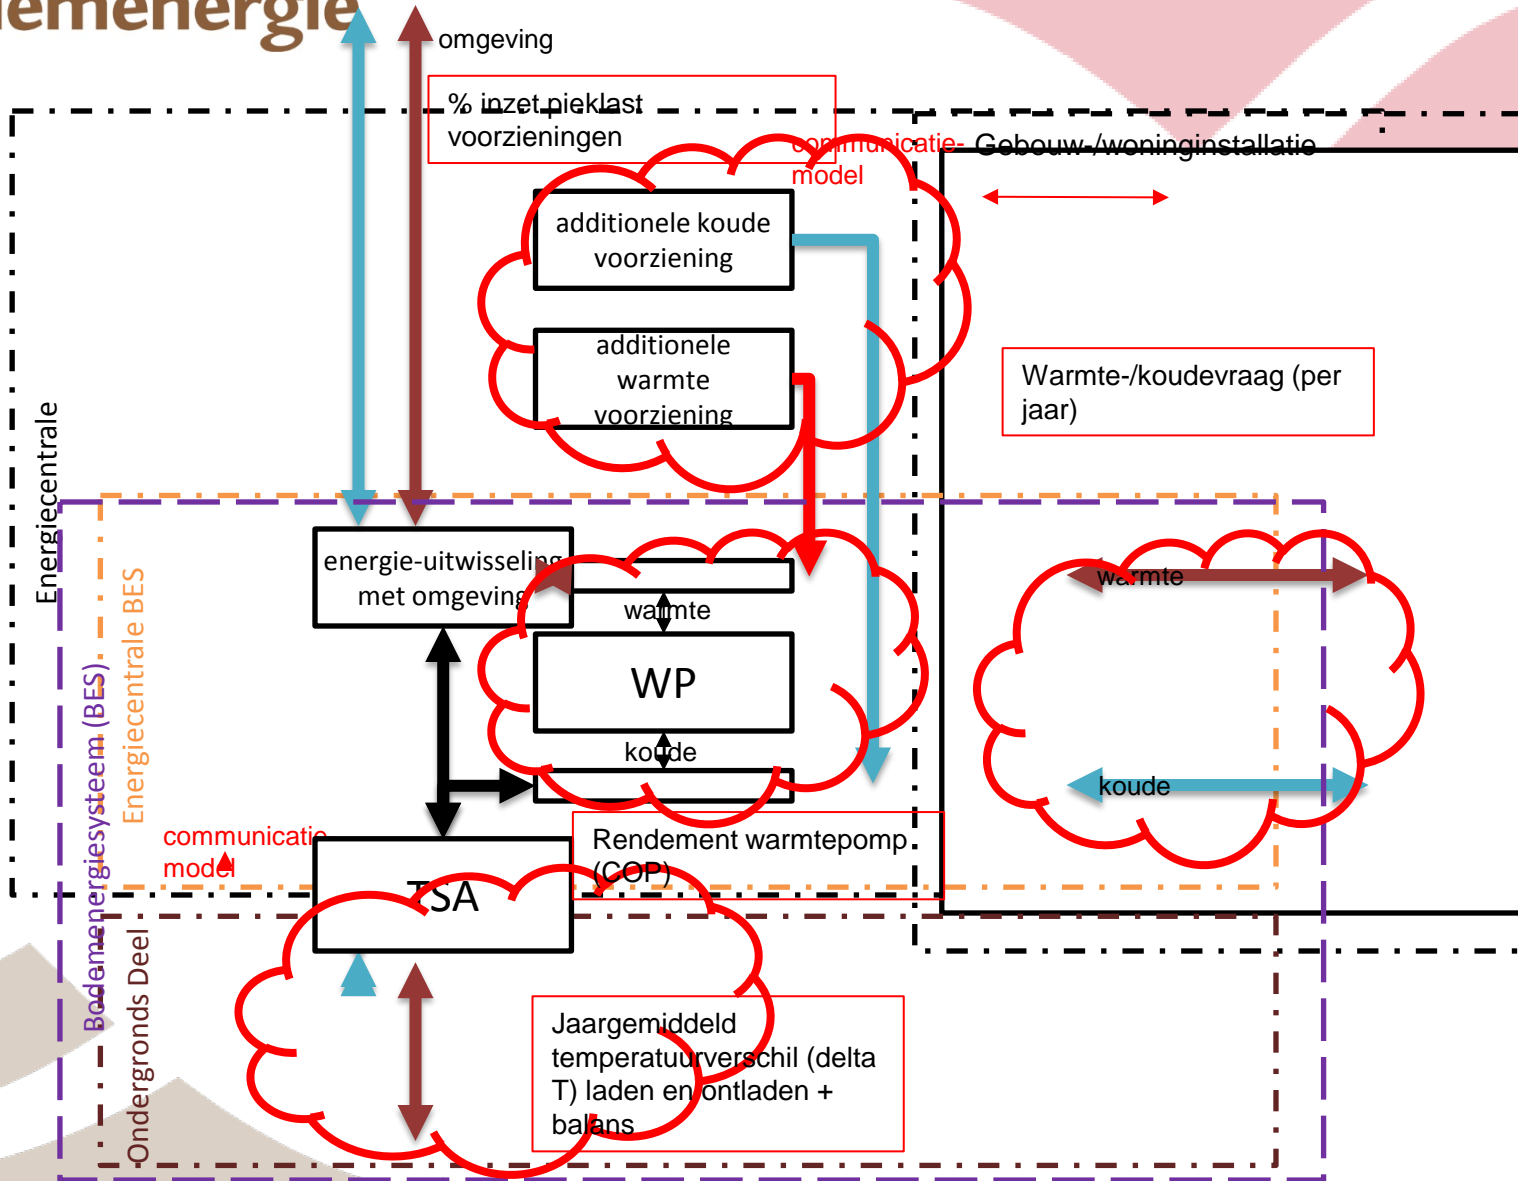 emenergie
omgeving
% inzet pieklast
voorzieningen
communicatie-
model
Gebouw-/woninginstallatie
additionele koude
voorziening
additionele
warmte
voorziening
Warmte-/koudevraag (per
jaar)
Energiecentrale
Energiecentrale BES
Bodemenergiesysteem (BES)
energie-uitwisseling
met omgeving
warmte
WP
koude
warmte
koude
communicatie
model
TSA
Rendement warmtepomp
(COP)
Ondergronds Deel
Jaargemiddeld
temperatuurverschil (delta
T) laden en ontladen +
balans